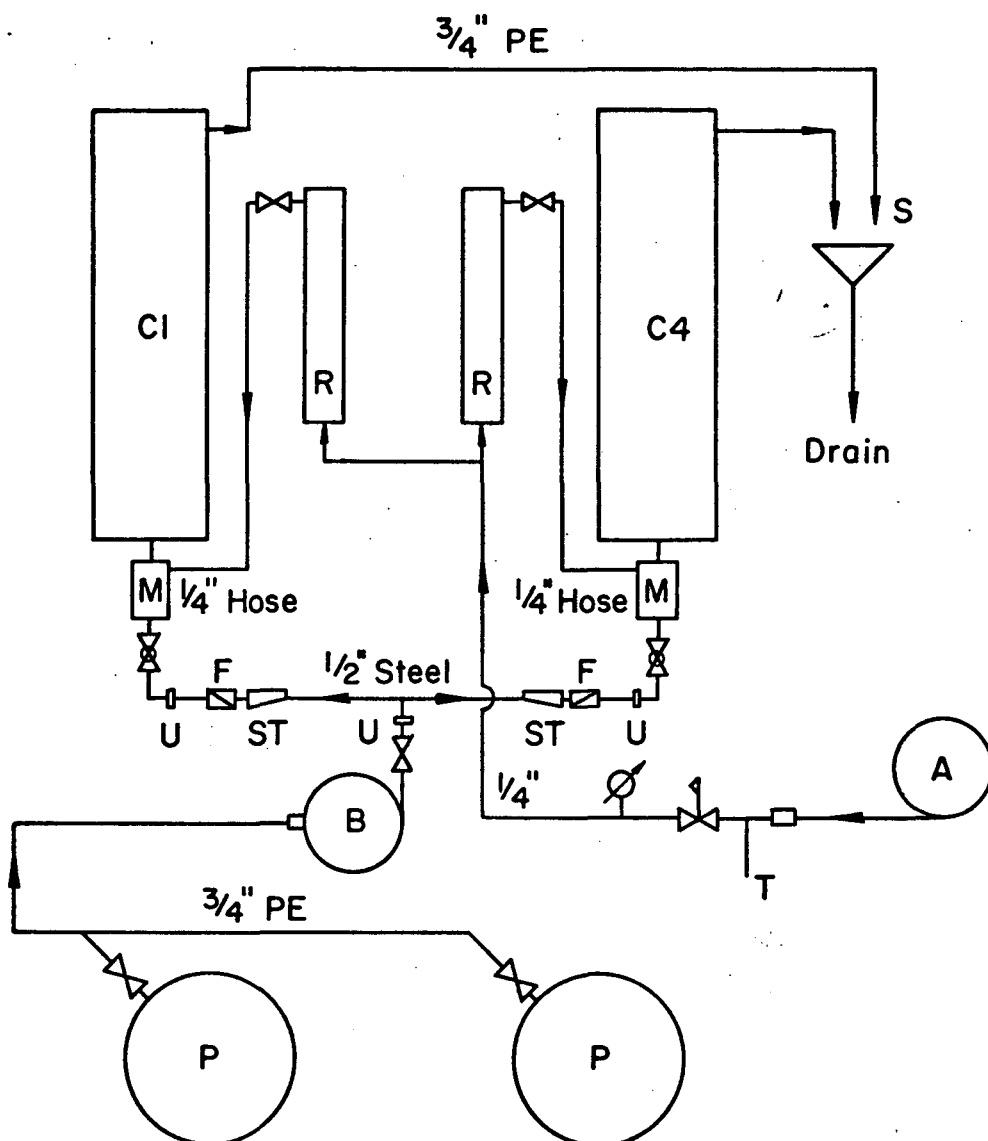 3/4" PE
S
C1
C4
R
R
Drain
M
1/4" Hose
1/4" Hose
M
F
1/2" Steel
F
U
ST
U
ST
U
A
1/4"
B
T
3/4" PE
P
P